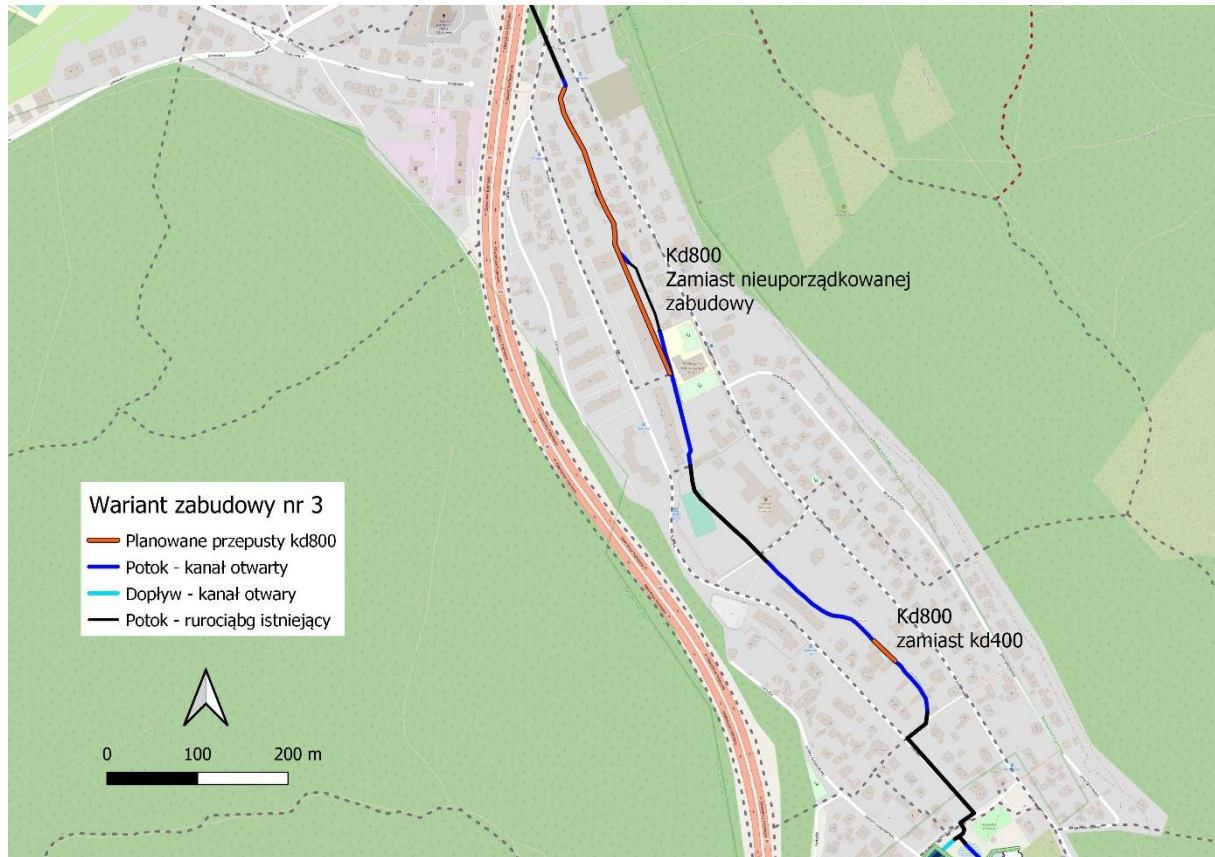 Kd800
Zamiast nieuporządkowanej
zabudowy
Wariant zabudowy nr 3
Planowane przepusty kd800
Potok - kanał otwarty
Dopływ - kanał otwary
Potok - rurociąbg istniejący
Kd800
zamiast kd400
0 100 200 m